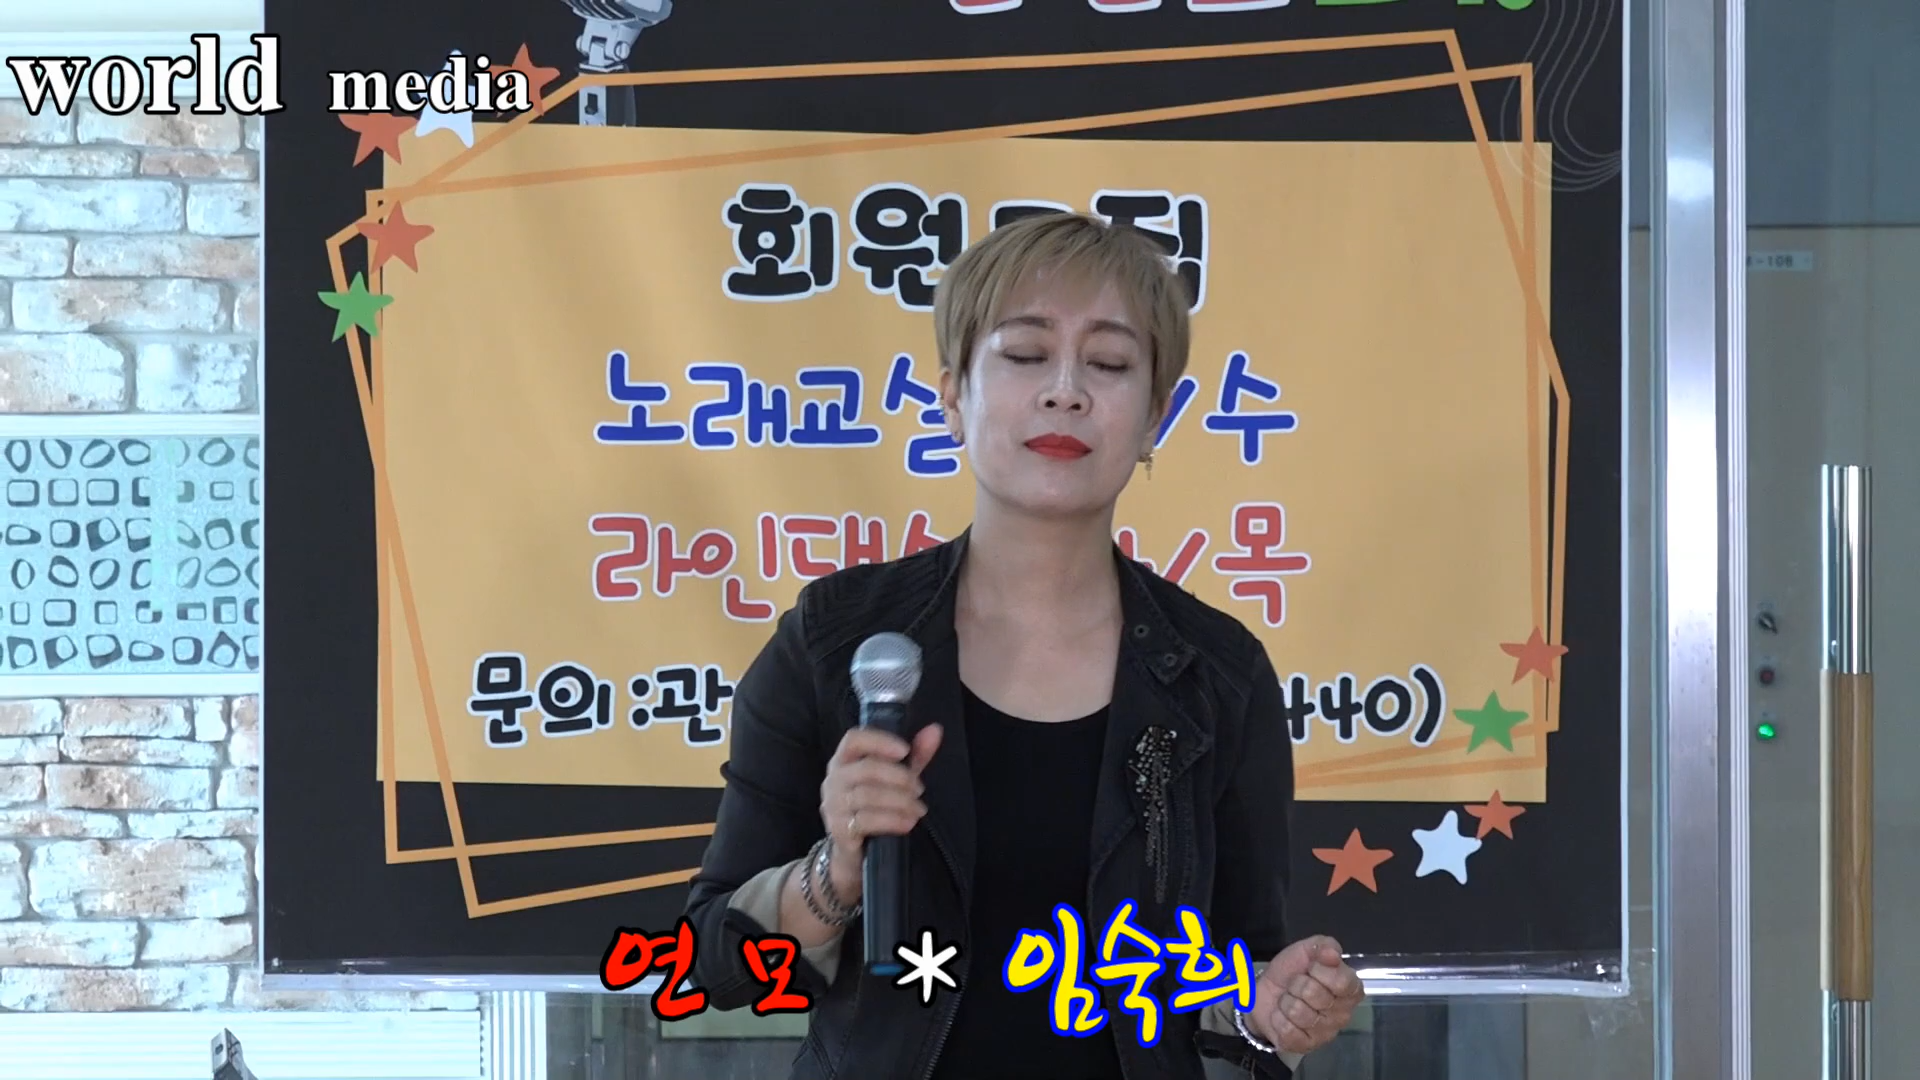 world media
회원
노래교실 / 수
라인댄 / 목
문의 : 관 440)
연모 * 임숙희